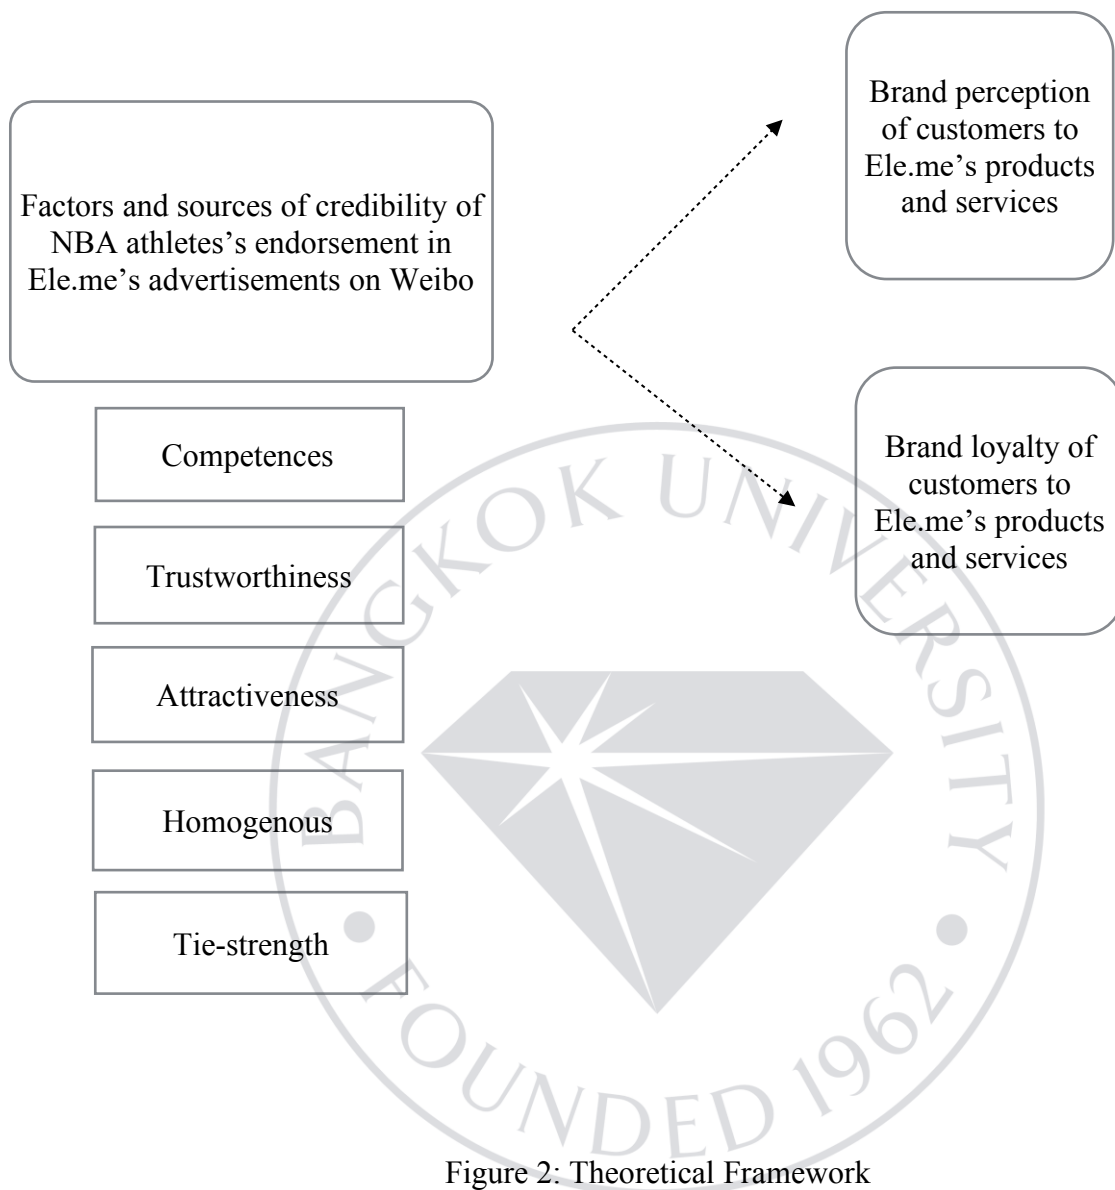 Factors and sources of credibility of
NBA athletes's endorsement in
Ele.me's advertisements on Weibo
Competences
Trustworthiness
Attractiveness
Homogenous
Tie-strength
Brand perception
of customers to
Ele.me's products
and services
Brand loyalty of
customers to
Ele.me's products
and services
BANGKOK UNIVERSITY
• FOUNDED 1962 •
Figure 2: Theoretical Framework